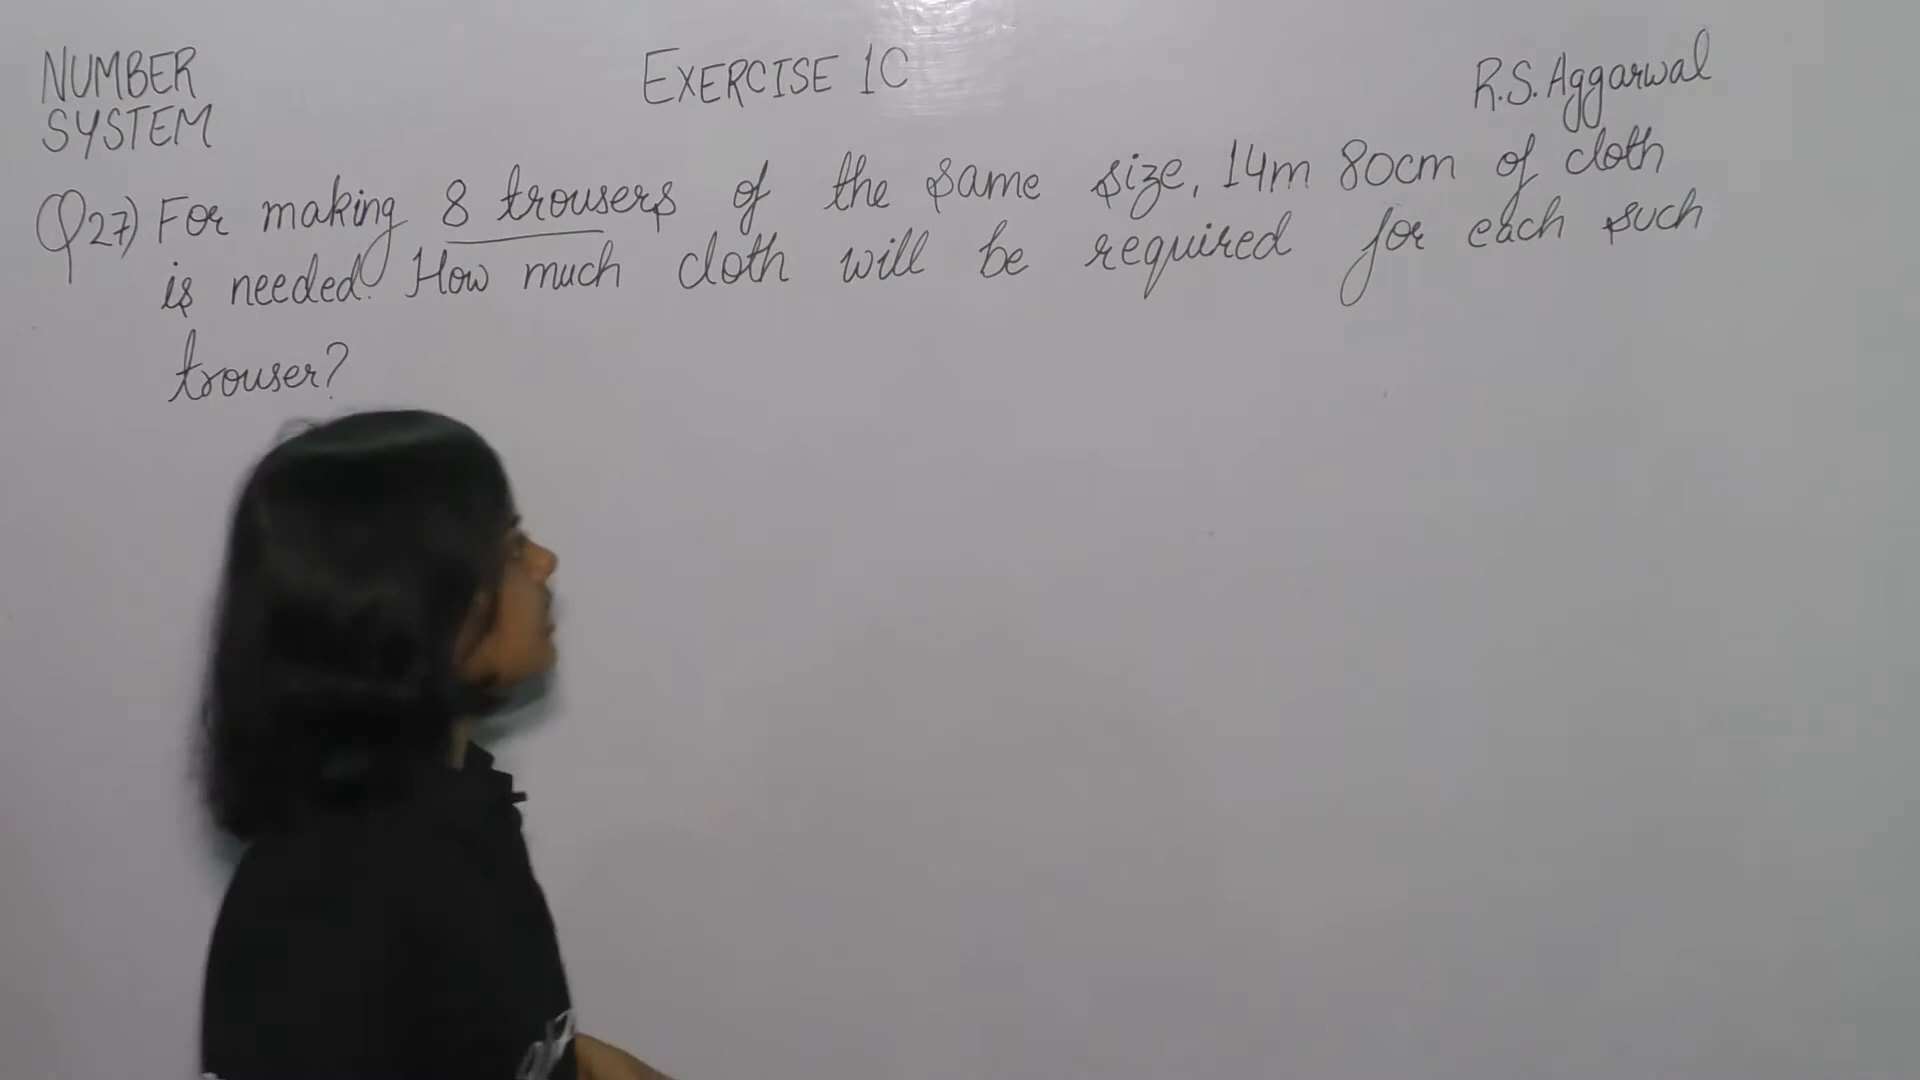 NUMBER
SYSTEM
EXERCISE 1C
R.S. Aggarwal
Q27) For making 8 trousers of the same size, 14m 80cm of cloth
is needed. How much cloth will be required for each such
trouser?